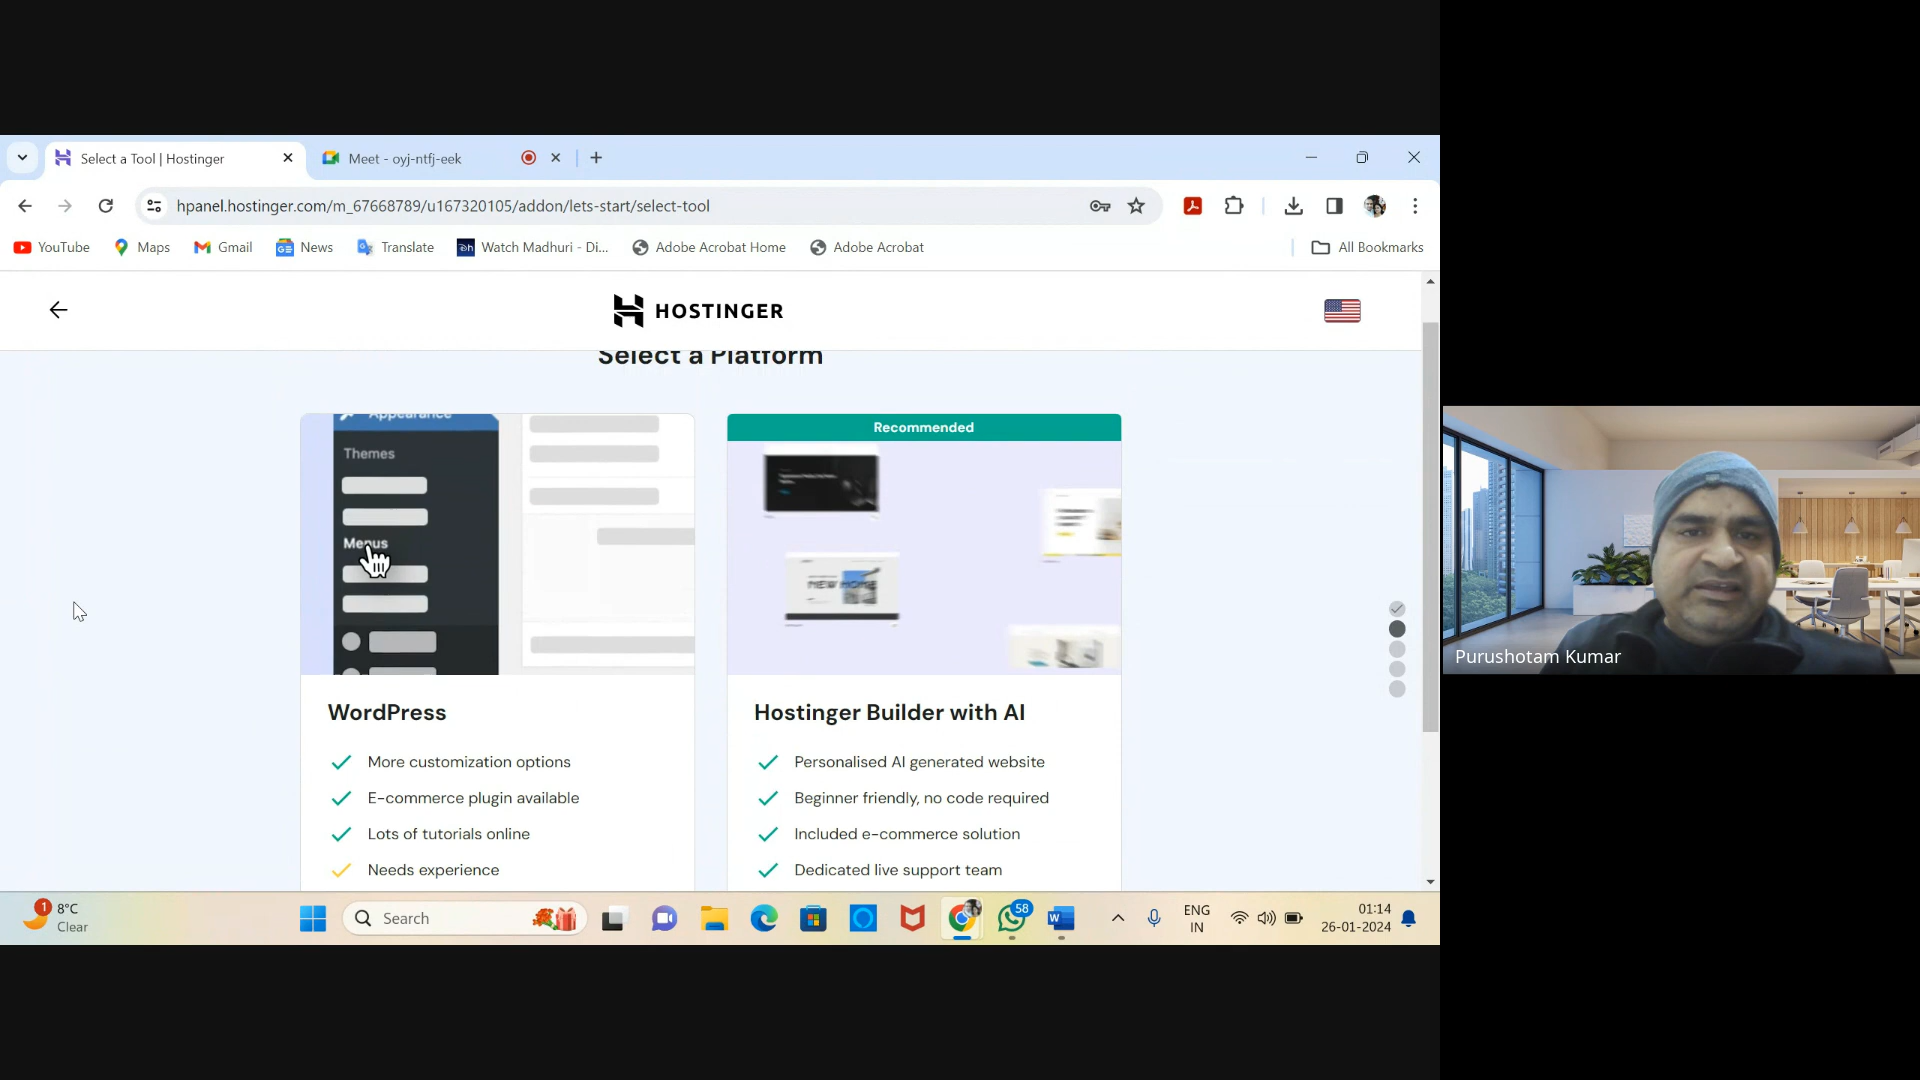 Select a Tool | Hostinger
Meet - oyj-ntfj-eek
hpanel.hostinger.com/m_67668789/u167320105/addon/lets-start/select-tool
YouTube
Maps
Gmail
News
Translate
Watch Madhuri - Di...
Adobe Acrobat Home
Adobe Acrobat
All Bookmarks
HOSTINGER
Select a Platform
Appearance
Themes
Menus
Recommended
NEW HOME
WordPress
More customization options
E-commerce plugin available
Lots of tutorials online
Needs experience
Hostinger Builder with AI
Personalised AI generated website
Beginner friendly, no code required
Included e-commerce solution
Dedicated live support team
Purushotam Kumar
1
8°C
Clear
Search
58
ENG
IN
01:14
26-01-2024